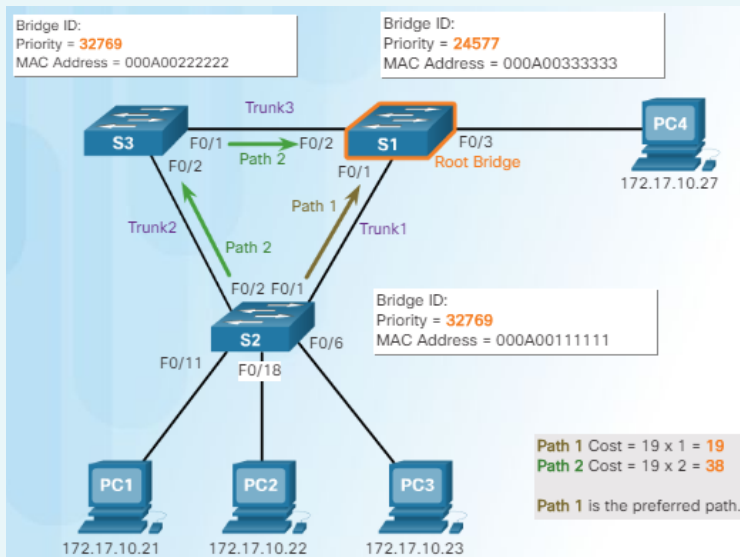 Bridge ID:
Priority = 32769
MAC Address = 000A00222222
Bridge ID:
Priority = 24577
MAC Address = 000A00333333
Trunk3
S3
F0/1
F0/2
S1
F0/3
PC4
Path 2
Root Bridge
F0/2
F0/1
172.17.10.27
Path 1
Trunk2
Trunk1
Path 2
F0/2 F0/1
Bridge ID:
Priority = 32769
MAC Address = 000A00111111
S2
F0/6
F0/11
F0/18
Path 1 Cost = 19 x 1 = 19
Path 2 Cost = 19 x 2 = 38
Path 1 is the preferred path.
PC1
PC2
PC3
172.17.10.21
172.17.10.22
172.17.10.23